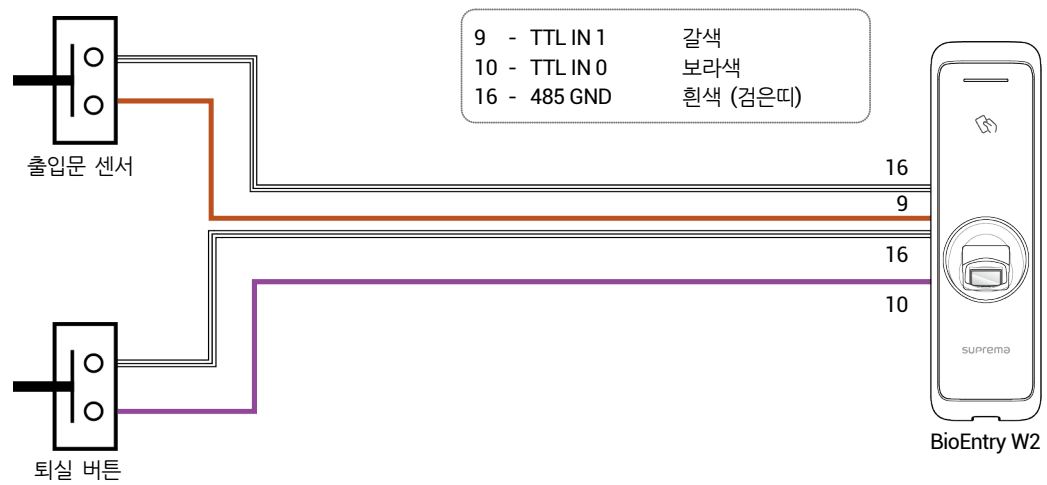 9 - TTL IN 1 갈색
10 - TTL IN 0 보라색
16 - 485 GND 흰색 (검은띠)
출입문 센서
16
9
16
10
suprema
퇴실 버튼
BioEntry W2